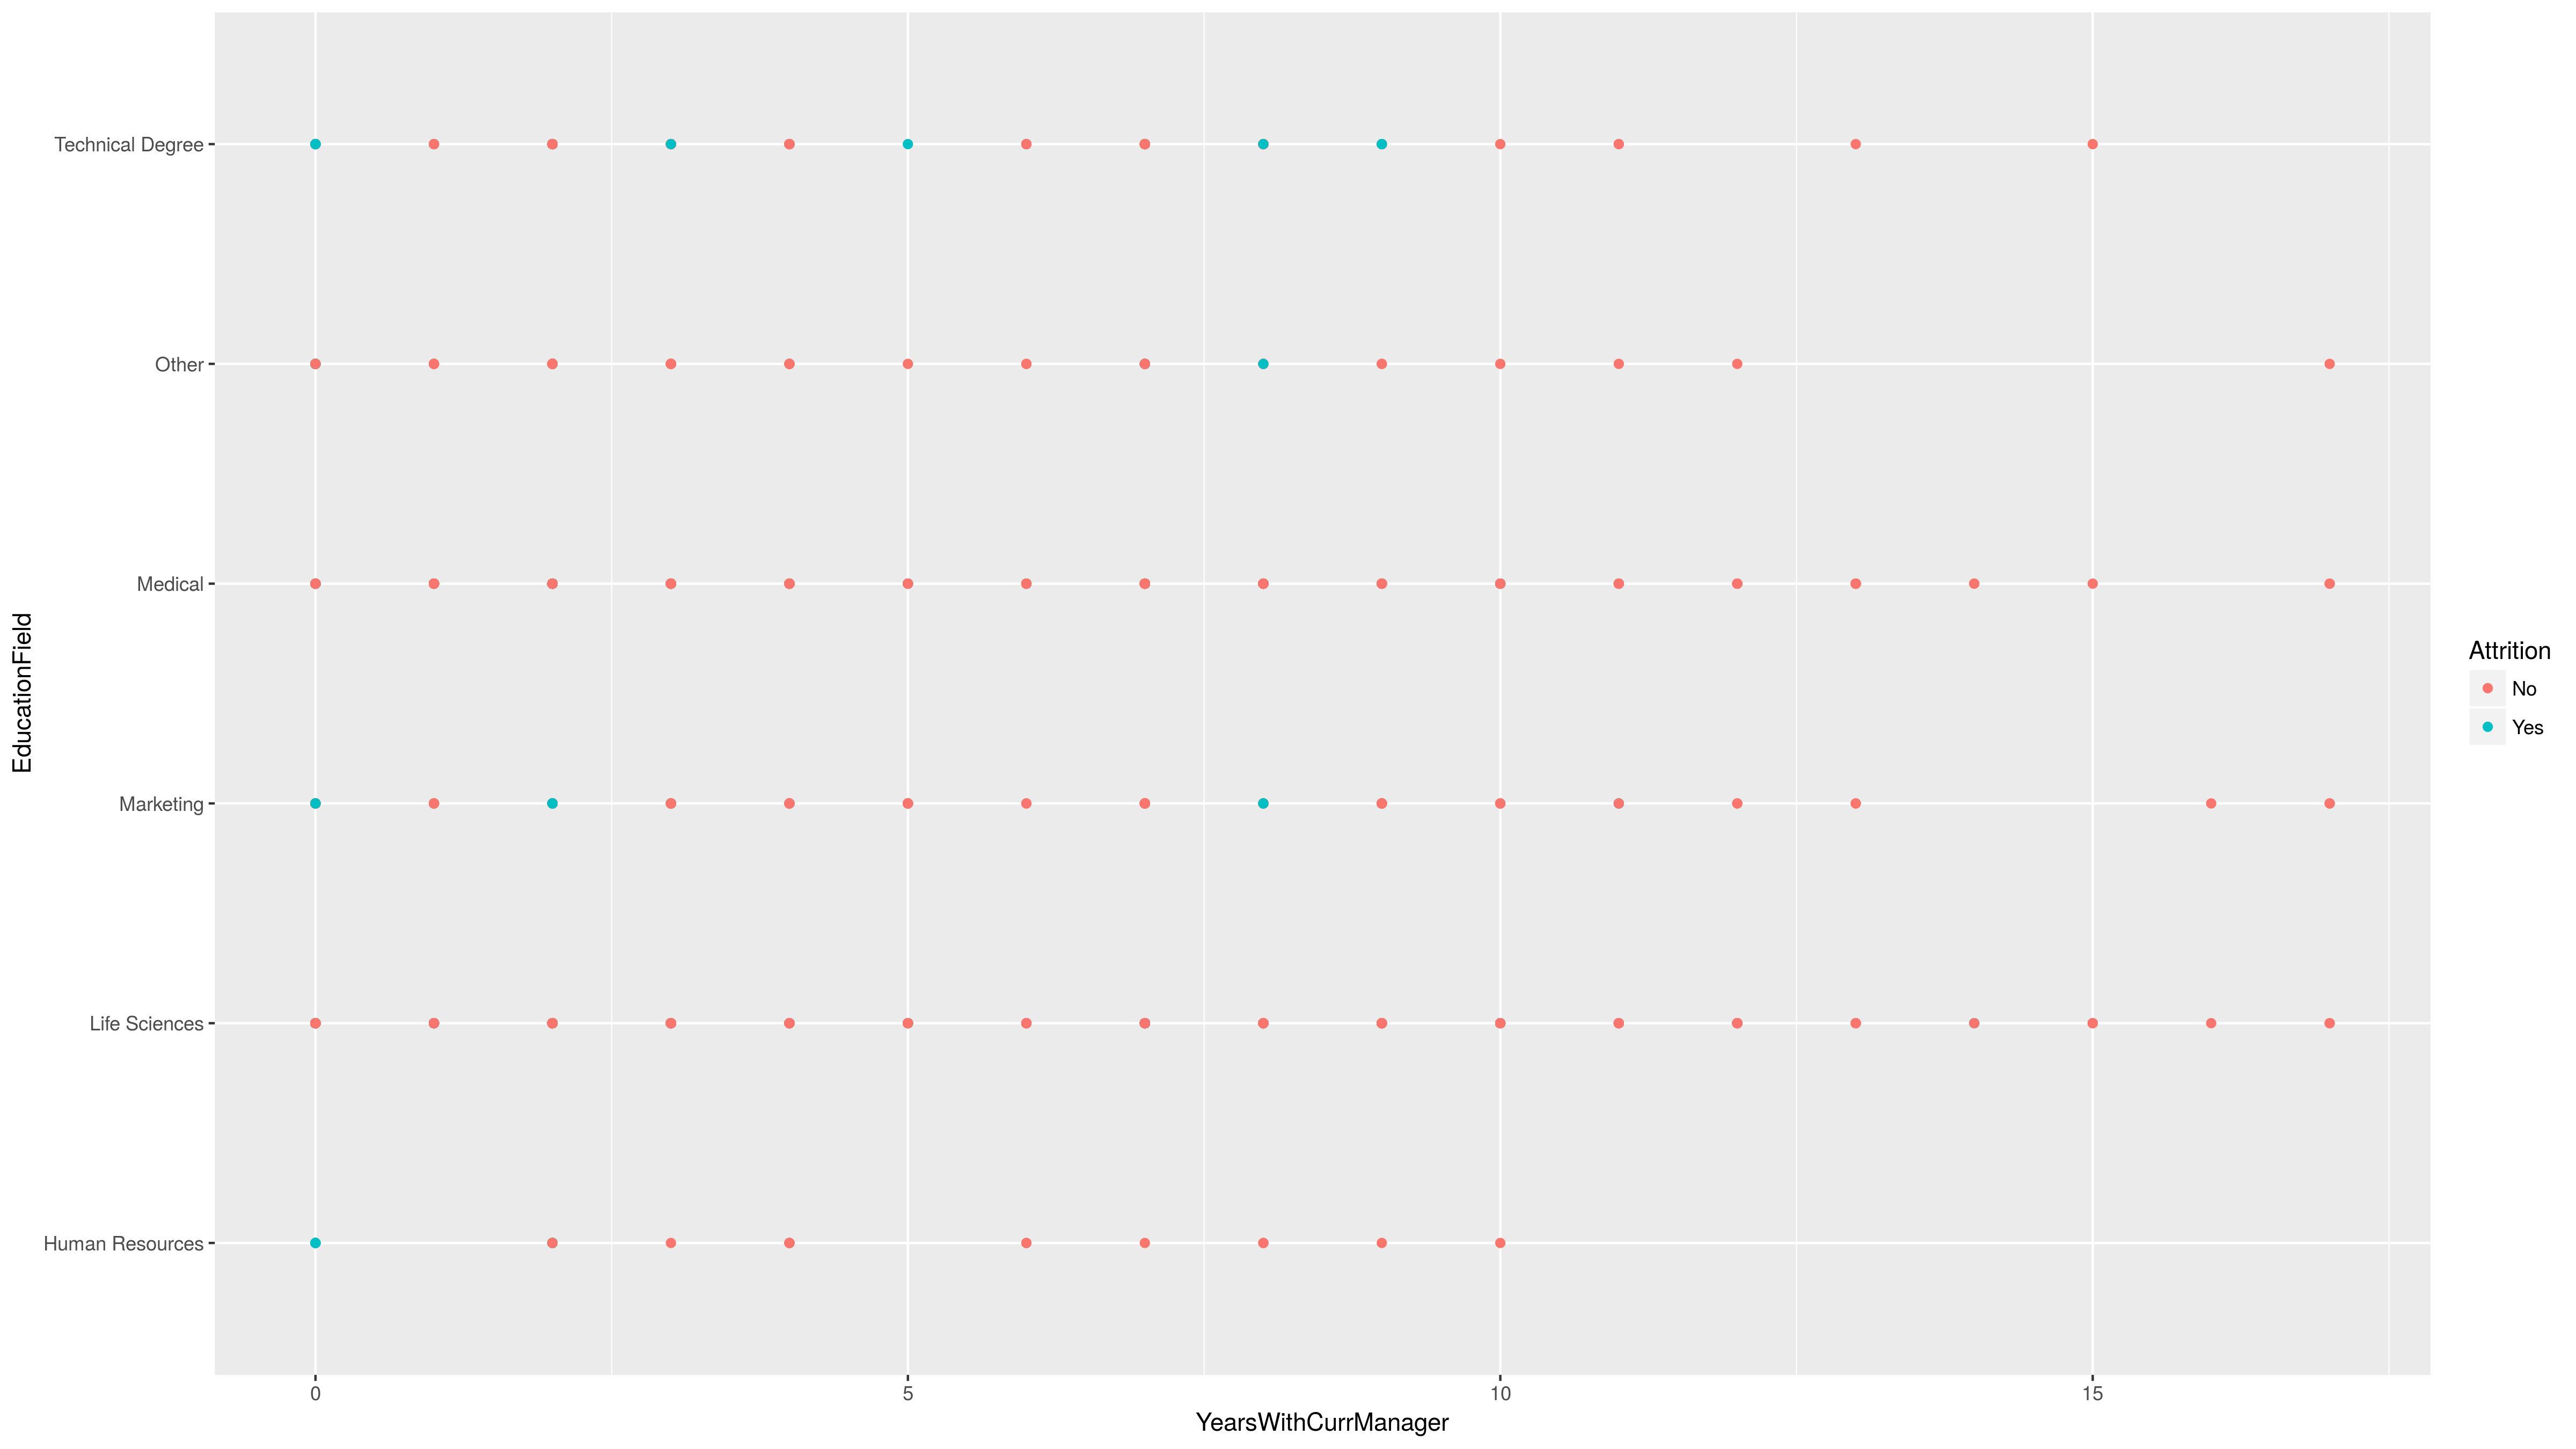 Technical Degree
Other
Medical
Marketing
Life Sciences
Human Resources
EducationField
0 5 10 15
YearsWithCurrManager
Attrition
No
Yes